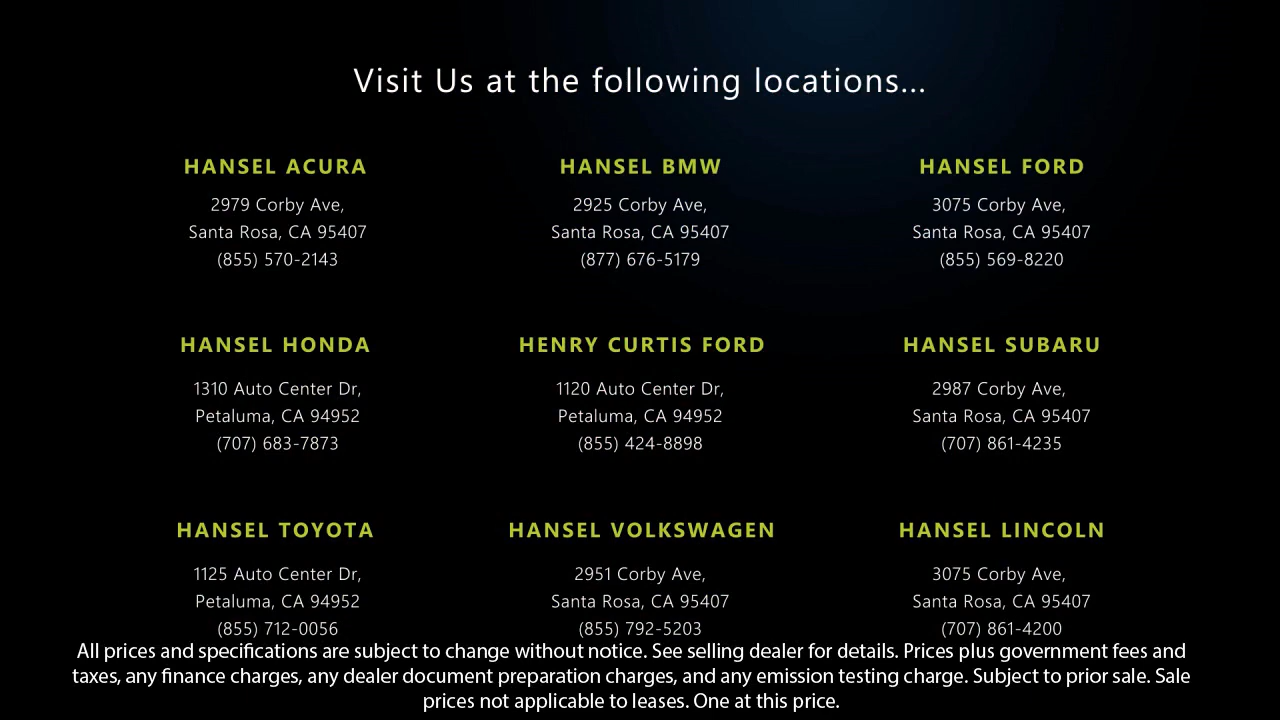 Visit Us at the following locations...
HANSEL ACURA
2979 Corby Ave,
Santa Rosa, CA 95407
(855) 570-2143
HANSEL BMW
2925 Corby Ave,
Santa Rosa, CA 95407
(877) 676-5179
HANSEL FORD
3075 Corby Ave,
Santa Rosa, CA 95407
(855) 569-8220
HANSEL HONDA
1310 Auto Center Dr,
Petaluma, CA 94952
(707) 683-7873
HENRY CURTIS FORD
1120 Auto Center Dr,
Petaluma, CA 94952
(855) 424-8898
HANSEL SUBARU
2987 Corby Ave,
Santa Rosa, CA 95407
(707) 861-4235
HANSEL TOYOTA
1125 Auto Center Dr,
Petaluma, CA 94952
(855) 712-0056
HANSEL VOLKSWAGEN
2951 Corby Ave,
Santa Rosa, CA 95407
(855) 792-5203
HANSEL LINCOLN
3075 Corby Ave,
Santa Rosa, CA 95407
(707) 861-4200
All prices and specifications are subject to change without notice. See selling dealer for details. Prices plus government fees and
taxes, any finance charges, any dealer document preparation charges, and any emission testing charge. Subject to prior sale. Sale
prices not applicable to leases. One at this price.